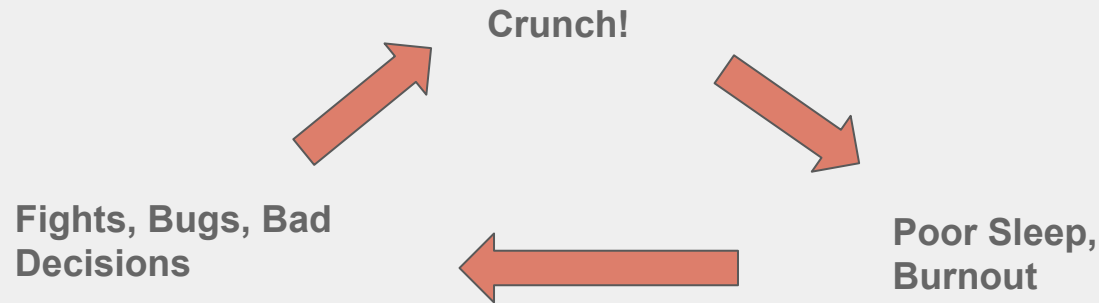 Crunch!
Fights, Bugs, Bad
Decisions
Poor Sleep,
Burnout